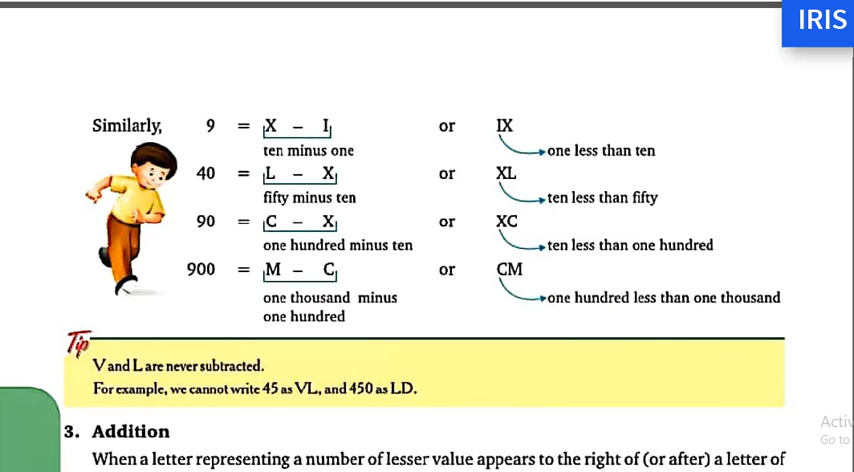 IRIS
Similarly, 9 = X – I or IX
ten minus one one less than ten
40 = L – X or XL
fifty minus ten ten less than fifty
90 = C – X or XC
one hundred minus ten ten less than one hundred
900 = M – C or CM
one thousand minus one hundred less than one thousand
one hundred
Tip
V and L are never subtracted.
For example, we cannot write 45 as VL, and 450 as LD.
3. Addition
When a letter representing a number of lesser value appears to the right of (or after) a letter of
Go to